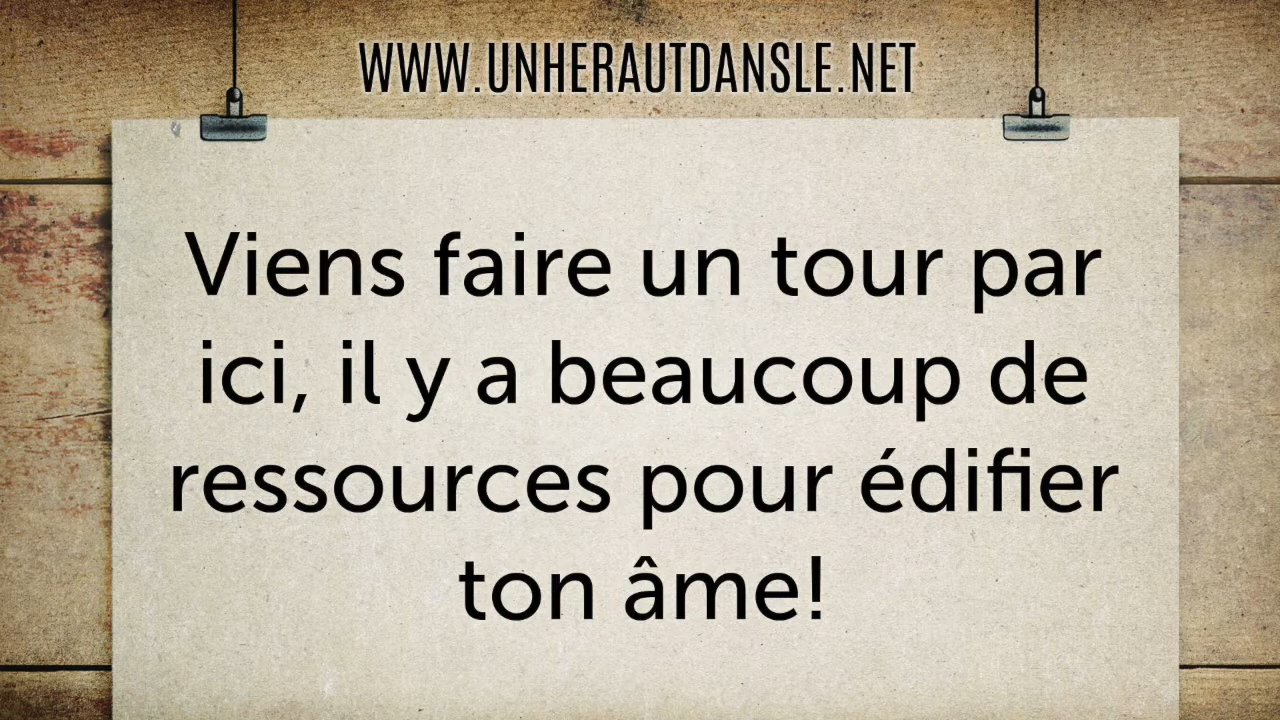 WWW.UNHERAUTDANSLE.NET
Viens faire un tour par
ici, il y a beaucoup de
ressources pour édifier
ton âme!